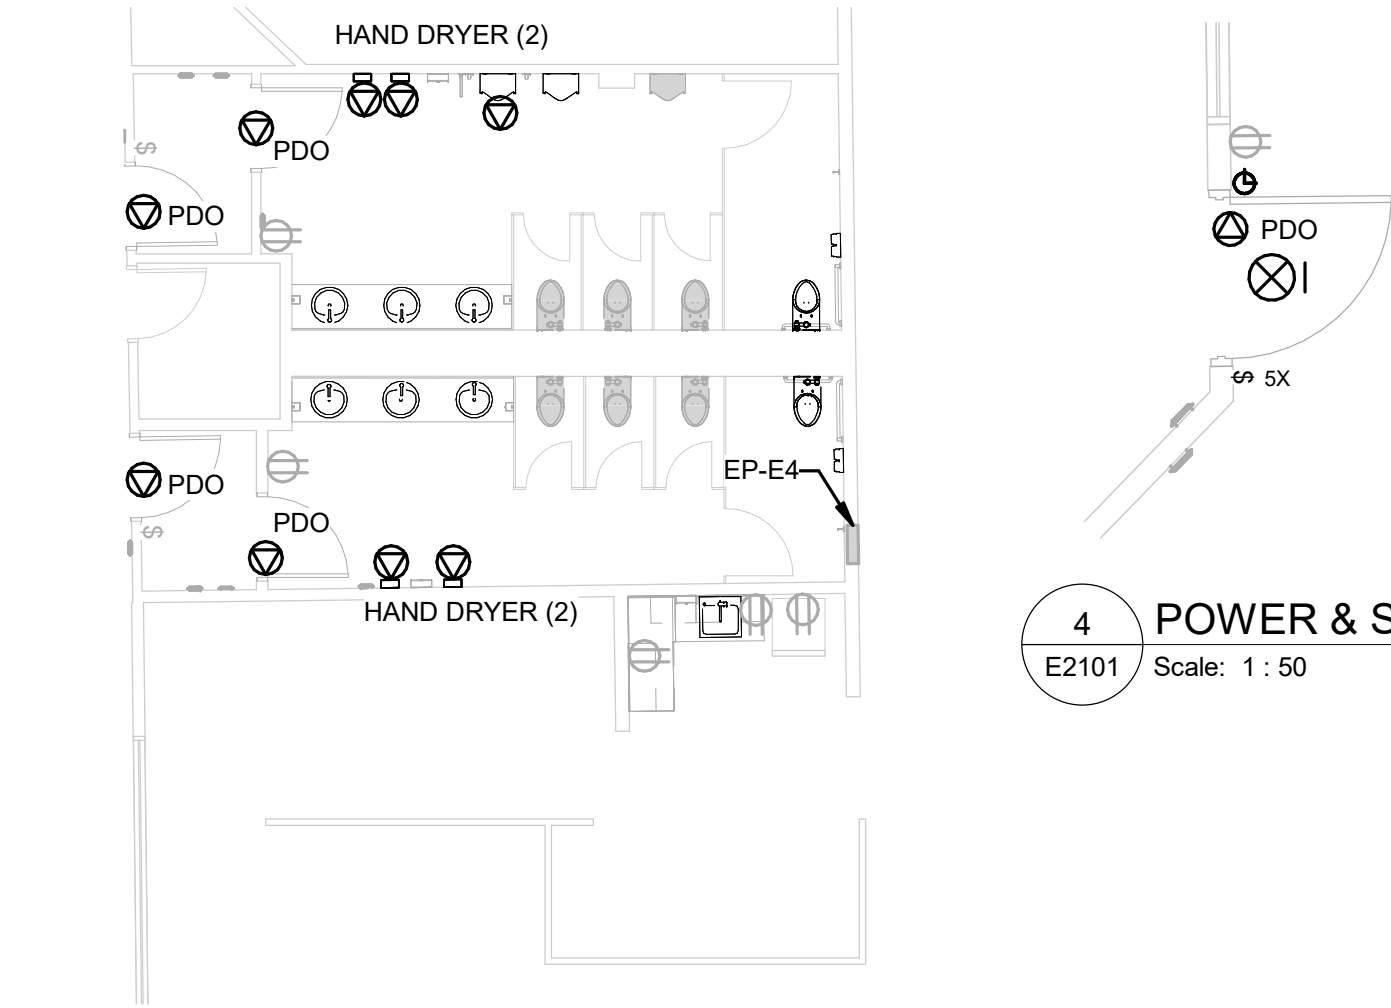 HAND DRYER (2)
PDO
PDO
PDO
5X
EP-E4
PDO
PDO
HAND DRYER (2)
4
POWER & S
E2101
Scale: 1 : 50